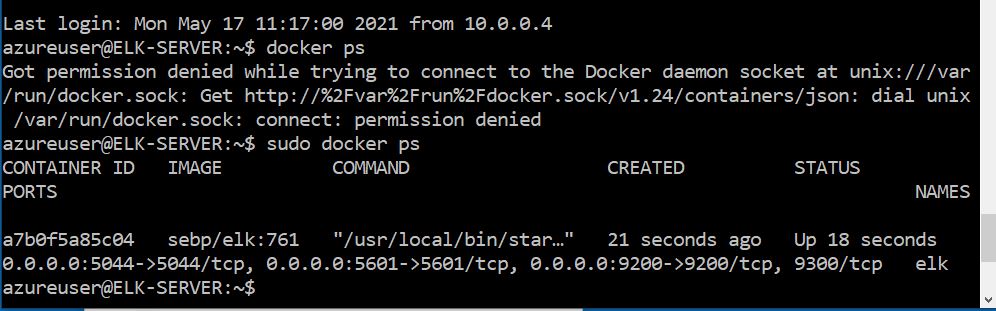 Last login: Mon May 17 11:17:00 2021 from 10.0.0.4
azureuser@ELK-SERVER:~$ docker ps
Got permission denied while trying to connect to the Docker daemon socket at unix:///var
/run/docker.sock: Get http://%2Fvar%2Frun%2Fdocker.sock/v1.24/containers/json: dial unix
/var/run/docker.sock: connect: permission denied
azureuser@ELK-SERVER:~$ sudo docker ps
CONTAINER ID   IMAGE          COMMAND                  CREATED          STATUS
PORTS                                                                              NAMES
a7b0f5a85c04   sebp/elk:761   "/usr/local/bin/star…"   21 seconds ago   Up 18 seconds
0.0.0.0:5044->5044/tcp, 0.0.0.0:5601->5601/tcp, 0.0.0.0:9200->9200/tcp, 9300/tcp   elk
azureuser@ELK-SERVER:~$